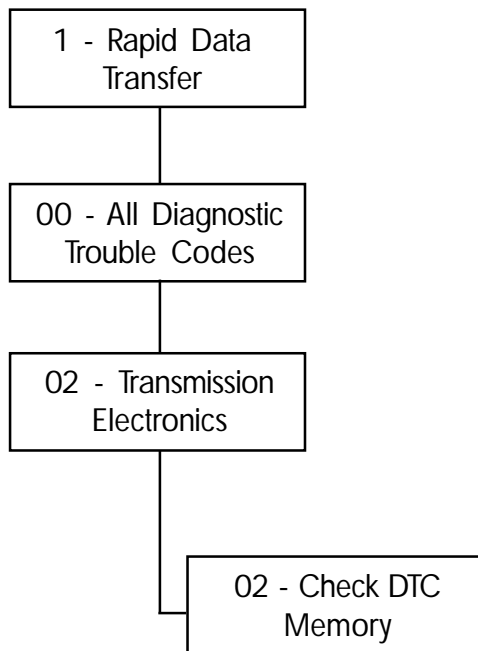 1 - Rapid Data
Transfer
00 - All Diagnostic
Trouble Codes
02 - Transmission
Electronics
02 - Check DTC
Memory